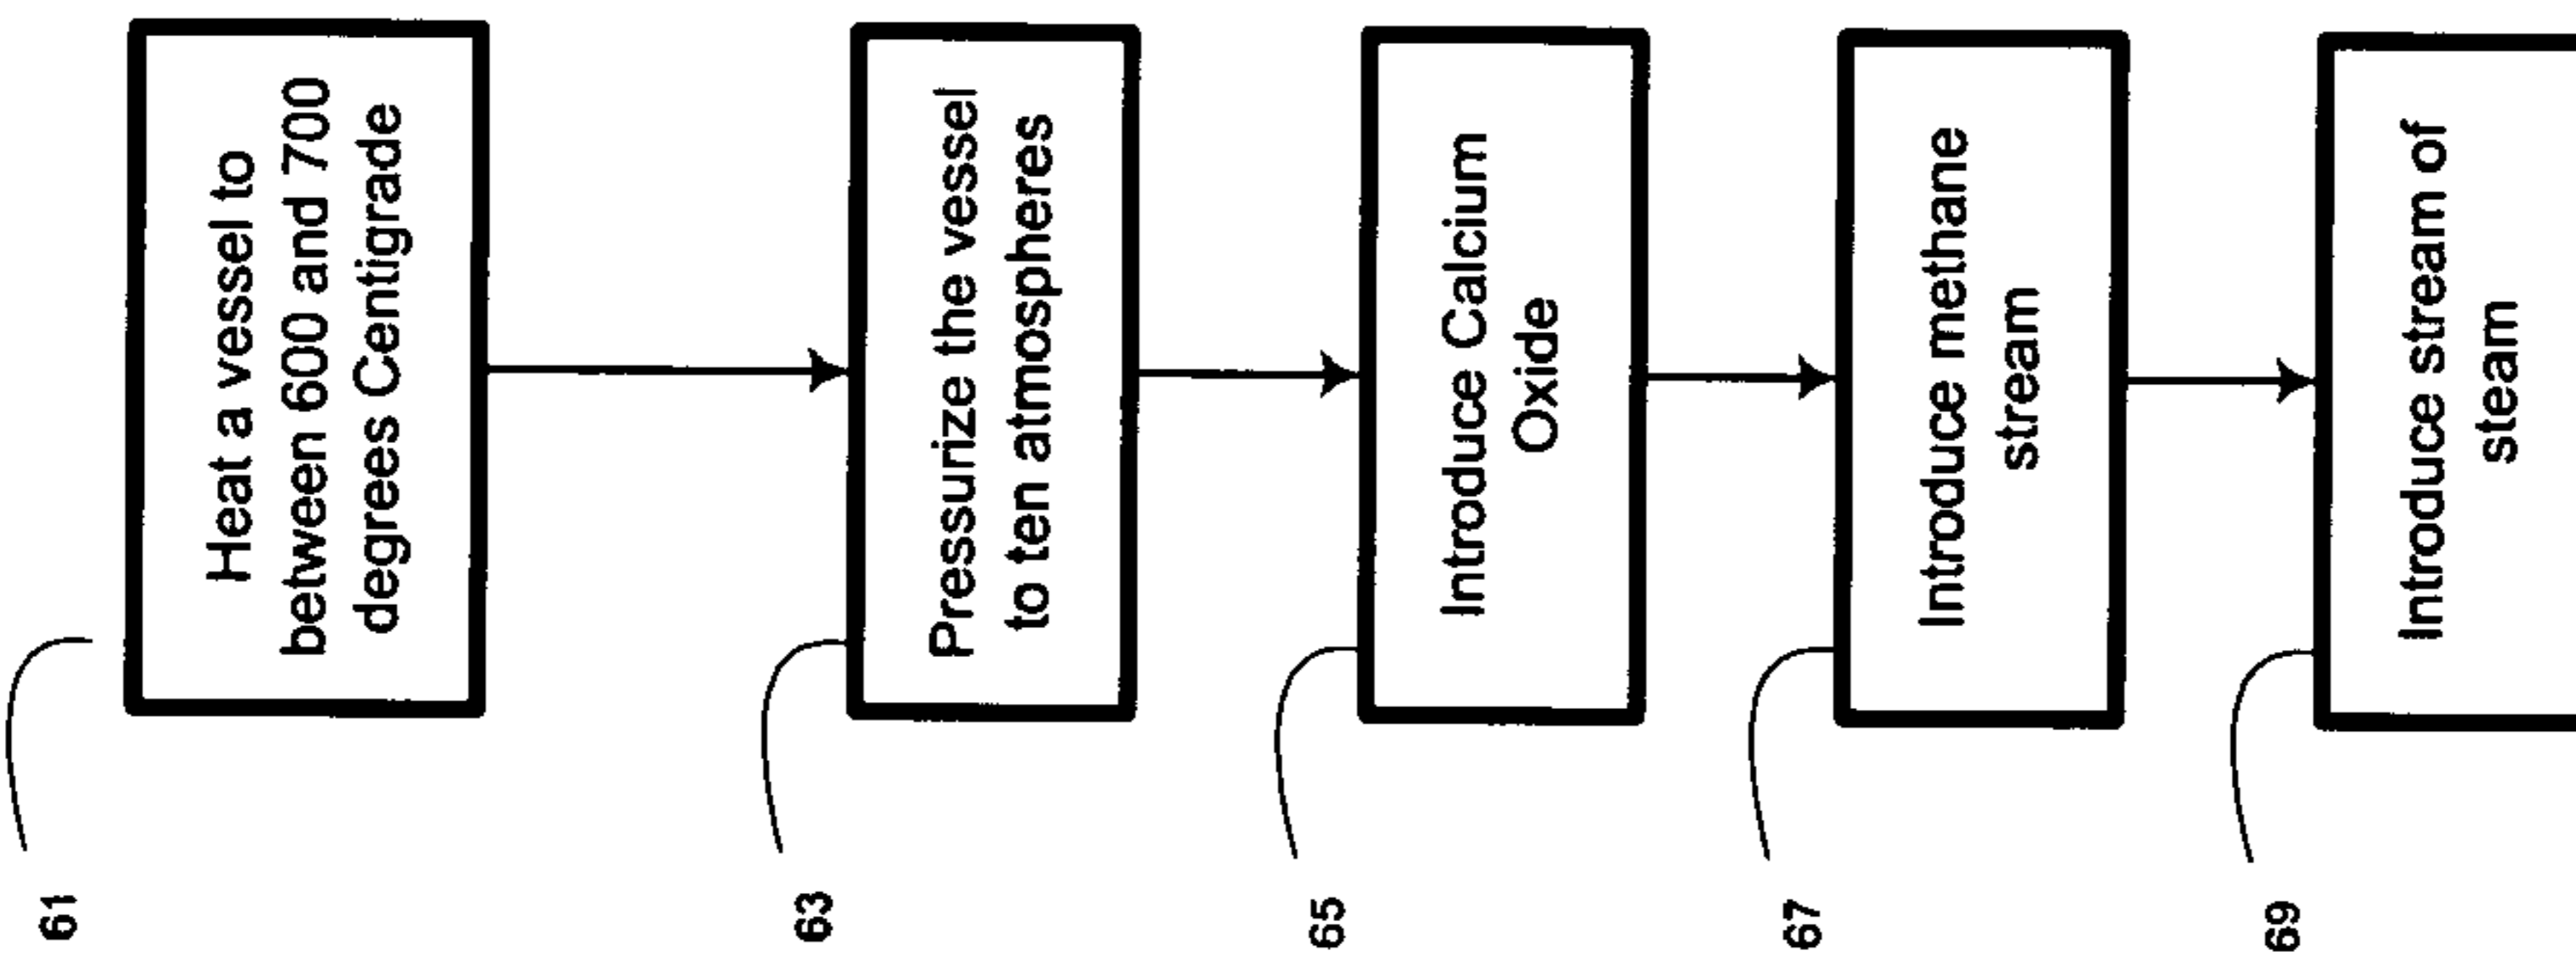 61
Heat a vessel to
between 600 and 700
degrees Centigrade
63
Pressurize the vessel
to ten atmospheres
65
Introduce Calcium
Oxide
67
Introduce methane
stream
69
Introduce stream of
steam